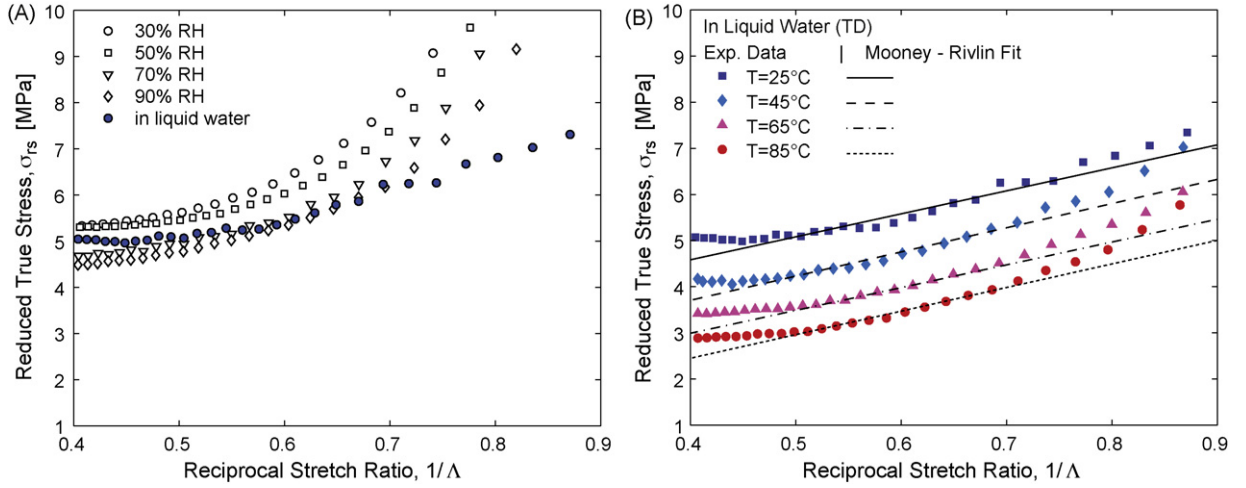 (A)
10
9
8
7
6
5
4
3
2
1
Reduced True Stress, σrs [MPa]
30% RH
50% RH
70% RH
90% RH
in liquid water
0.4 0.5 0.6 0.7 0.8 0.9
Reciprocal Stretch Ratio, 1/Λ
(B)
10
9
8
7
6
5
4
3
2
1
Reduced True Stress, σrs [MPa]
In Liquid Water (TD)
Exp. Data | Mooney - Rivlin Fit
T=25°C
T=45°C
T=65°C
T=85°C
0.4 0.5 0.6 0.7 0.8 0.9
Reciprocal Stretch Ratio, 1/Λ